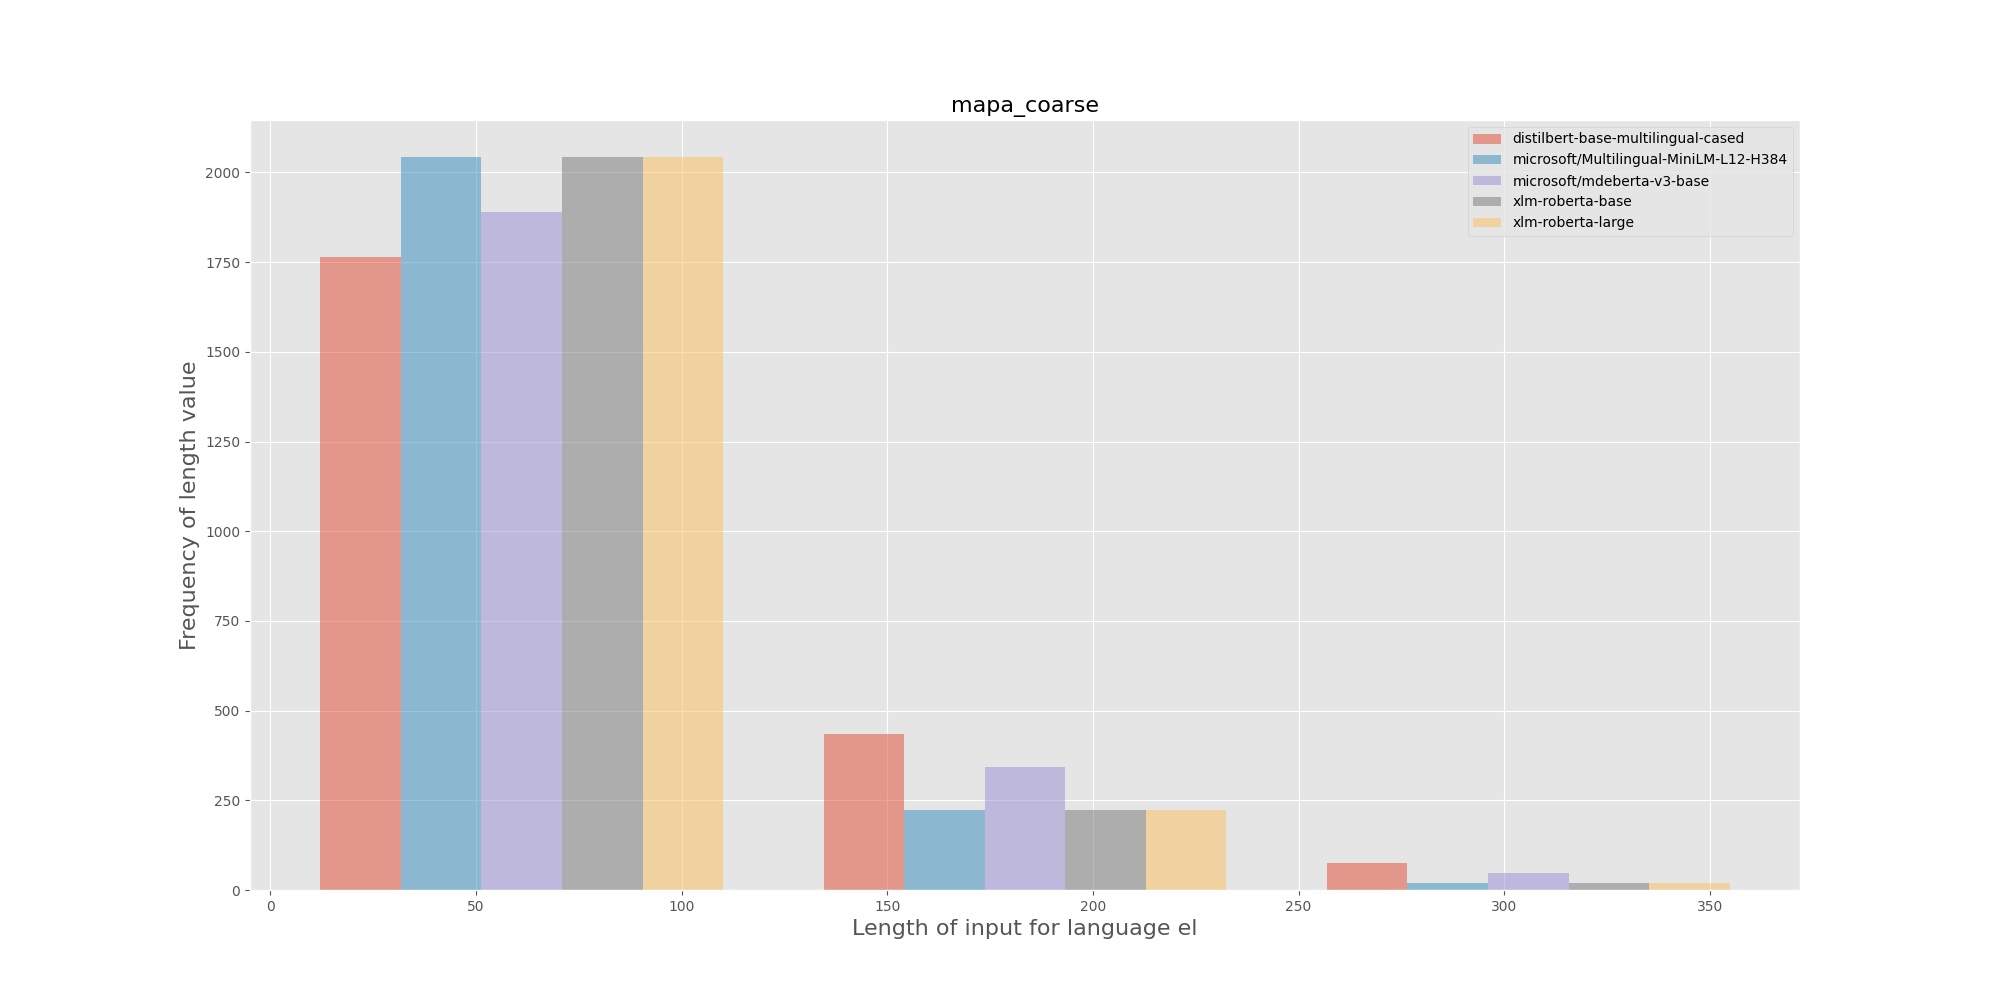 mapa_coarse
distilbert-base-multilingual-cased
microsoft/Multilingual-MiniLM-L12-H384
microsoft/mdeberta-v3-base
xlm-roberta-base
xlm-roberta-large
Frequency of length value
2000
1750
1500
1250
1000
750
500
250
0
0 50 100 150 200 250 300 350
Length of input for language el